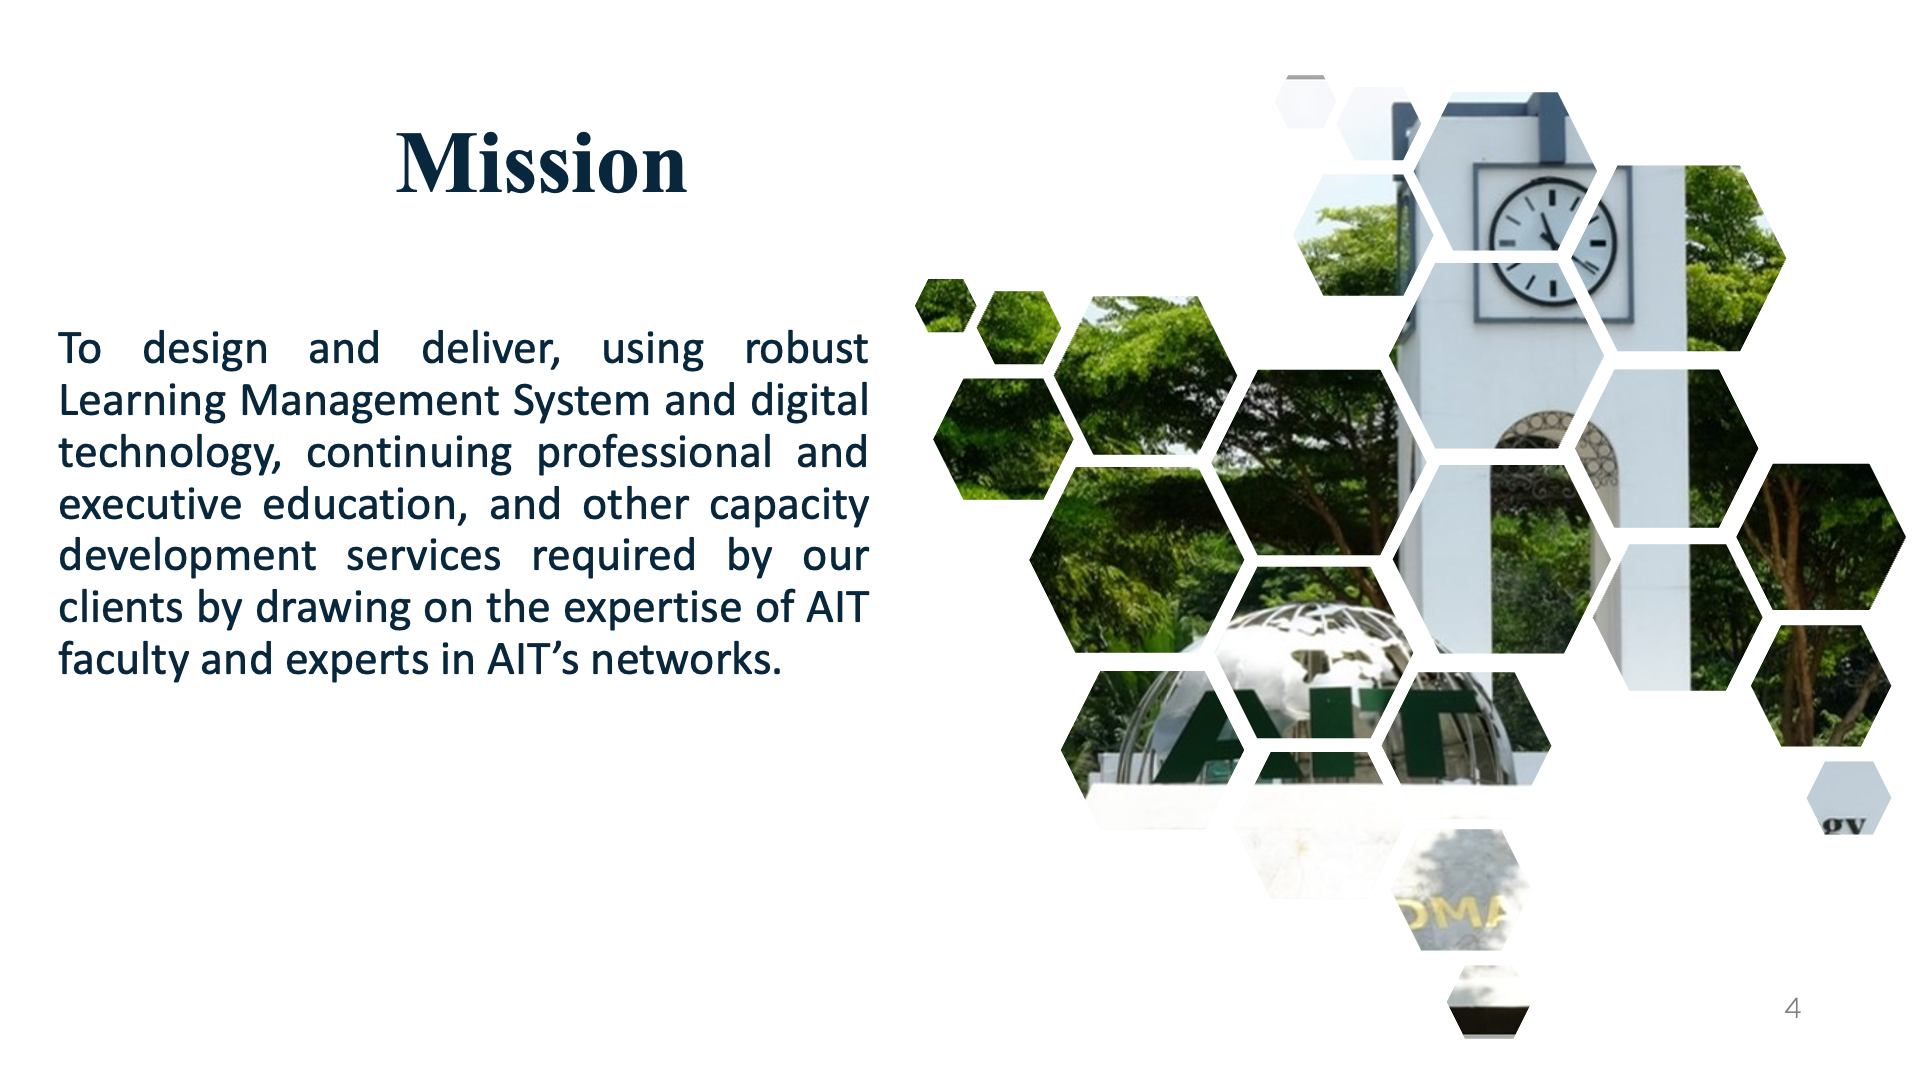 Mission
To design and deliver, using robust
Learning Management System and digital
technology, continuing professional and
executive education, and other capacity
development services required by our
clients by drawing on the expertise of AIT
faculty and experts in AIT’s networks.
AIT
gy
4